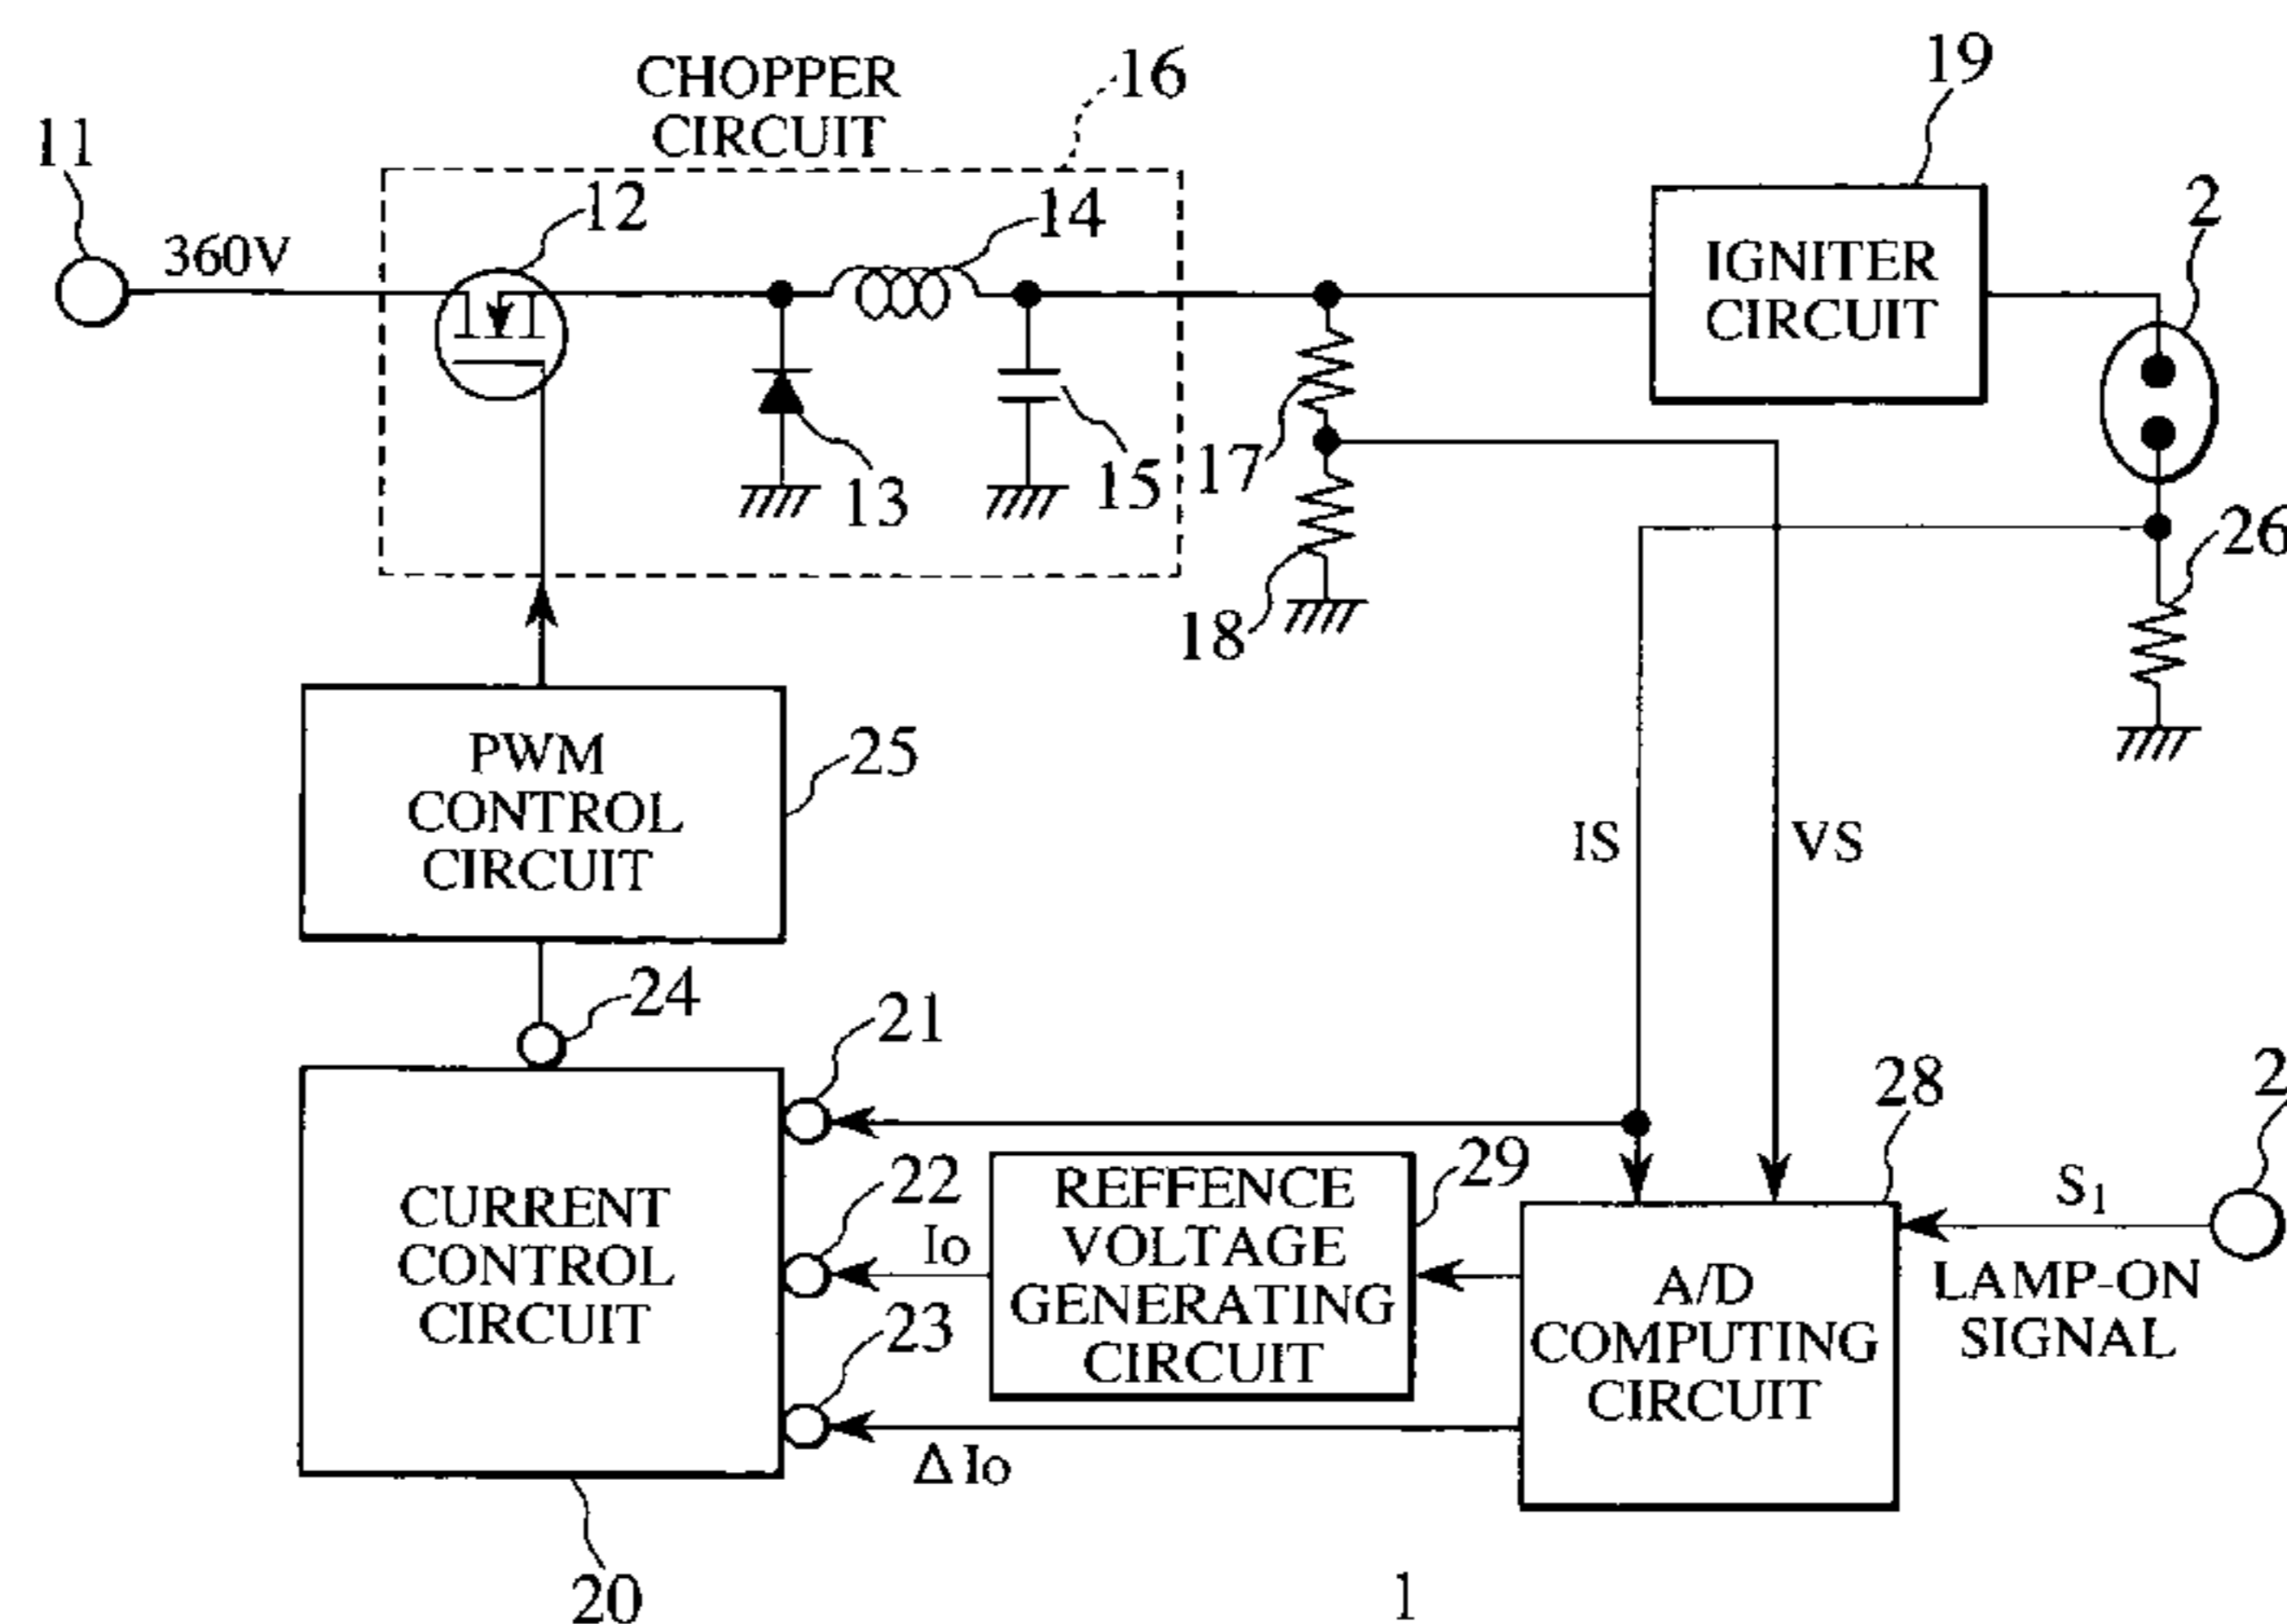 CHOPPER
CIRCUIT
16
19
11
12
14
2
360V
IGNITER
CIRCUIT
13
15
17
26
18
PWM
CONTROL
CIRCUIT
25
IS
VS
24
21
28
2
22
29
REFFENCE
VOLTAGE
GENERATING
CIRCUIT
S1
CURRENT
CONTROL
CIRCUIT
Io
A/D
COMPUTING
CIRCUIT
LAMP-ON
SIGNAL
23
Δ Io
20
1